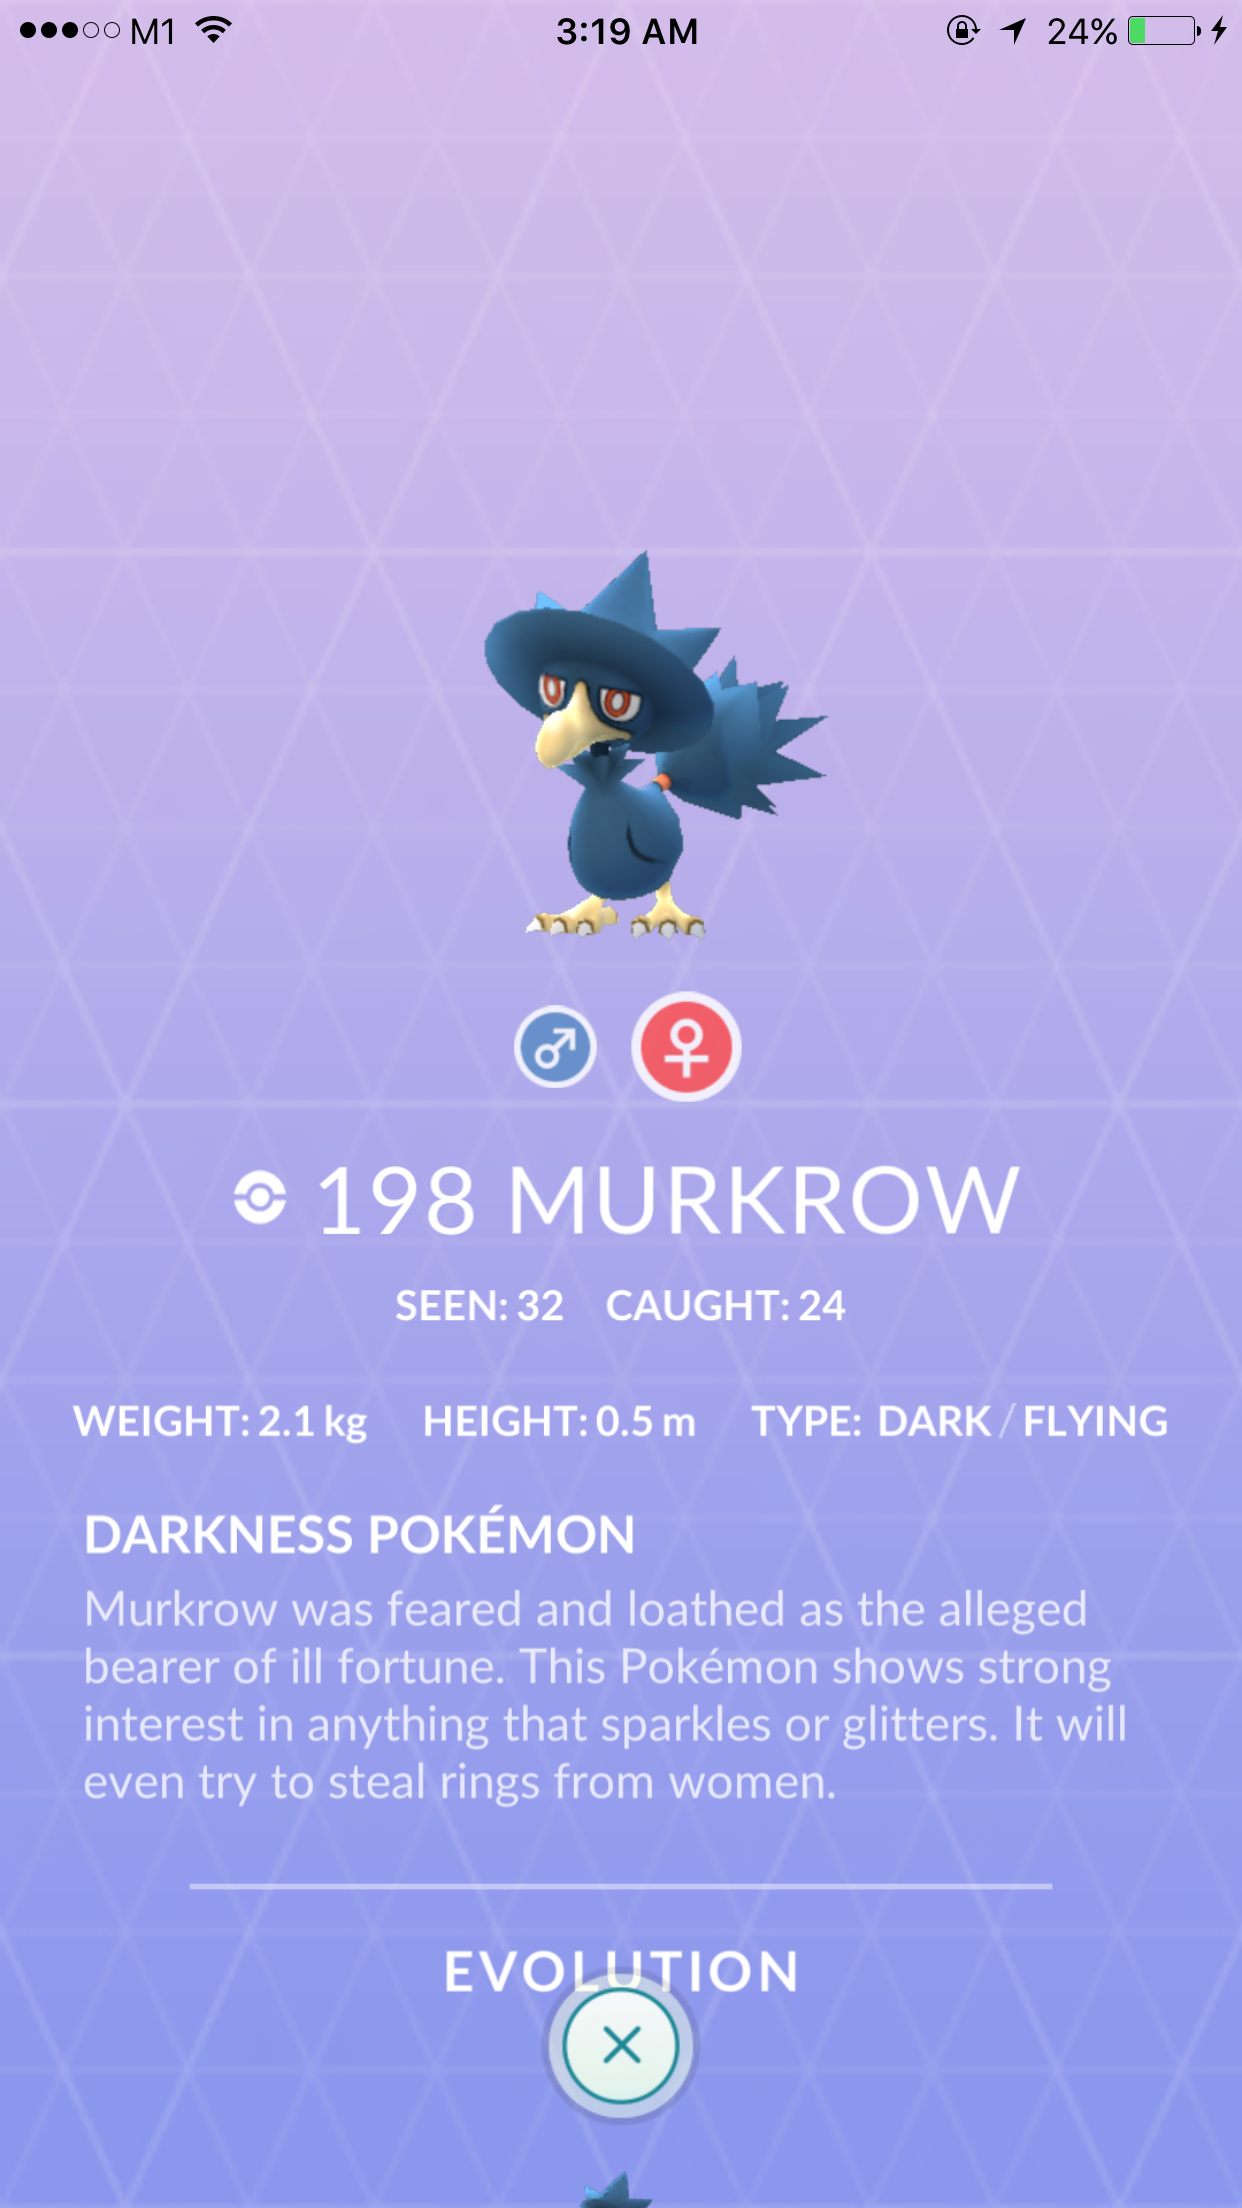 M1 3:19 AM 24%
198 MURKROW
SEEN: 32 CAUGHT: 24
WEIGHT: 2.1 kg HEIGHT: 0.5 m TYPE: DARK / FLYING
DARKNESS POKÉMON
Murkrow was feared and loathed as the alleged
bearer of ill fortune. This Pokémon shows strong
interest in anything that sparkles or glitters. It will
even try to steal rings from women.
EVOLUTION